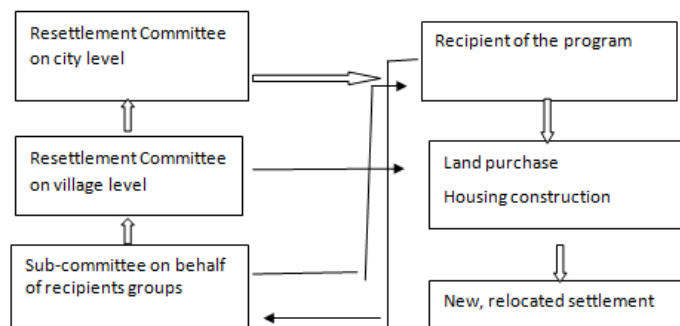 Resettlement Committee
on city level
Recipient of the program
Resettlement Committee
on village level
Land purchase
Housing construction
Sub-committee on behalf
of recipients groups
New, relocated settlement